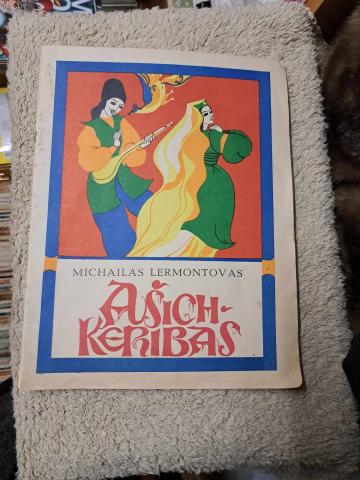 MICHAILAS LERMONTOVAS
AŠICH-
KERIBAS